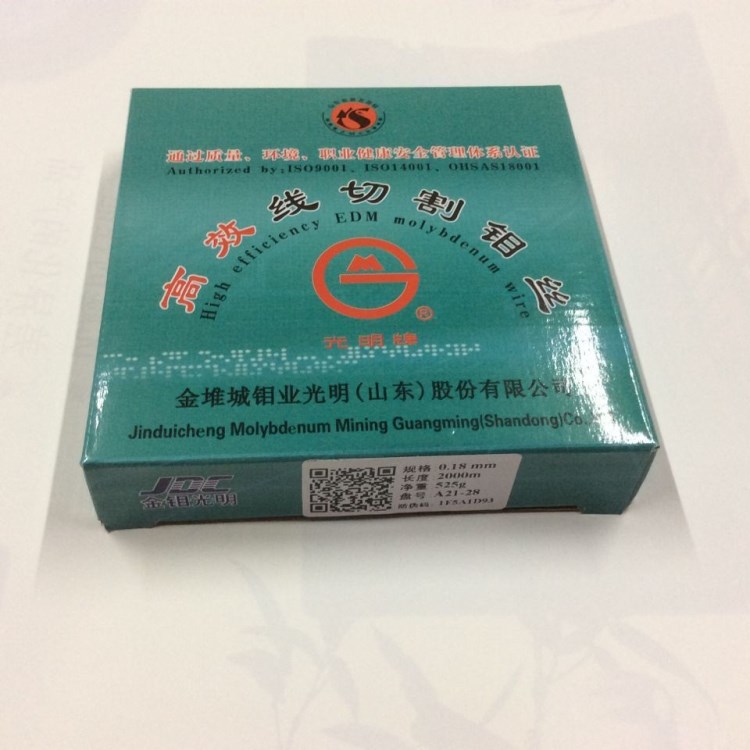 通过质量、环境、职业健康安全管理体系认证
Authorized by:ISO9001、ISO14001、OHSAS18001
高效线切割钼丝
High efficiency EDM molybdenum wire
®
光明牌
金堆城钼业光明(山东)股份有限公司
Jinduicheng Molybdenum Mining Guangming(Shandong)Co.,
JDC
金钼光明
规格 0.18 mm
长度 2000m
净重 525g
盘号 A21-28
防伪码: 1F5A1D93